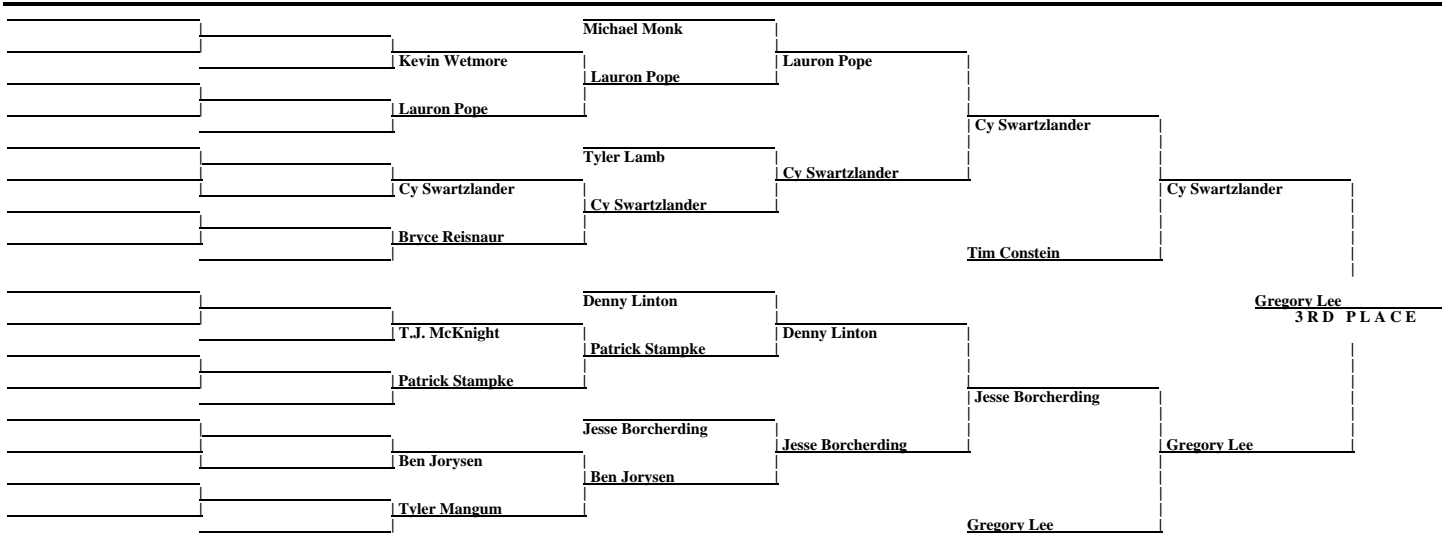 Michael Monk
Kevin Wetmore
Lauron Pope
Lauron Pope
Lauron Pope
Cy Swartzlander
Tyler Lamb
Cy Swartzlander
Cy Swartzlander
Cy Swartzlander
Cy Swartzlander
Bryce Reisnaur
Tim Constein
Denny Linton
Gregory Lee
3RD PLACE
T.J. McKnight
Denny Linton
Patrick Stampke
Patrick Stampke
Jesse Borcherding
Jesse Borcherding
Jesse Borcherding
Gregory Lee
Ben Jorysen
Ben Jorysen
Tyler Mangum
Gregory Lee